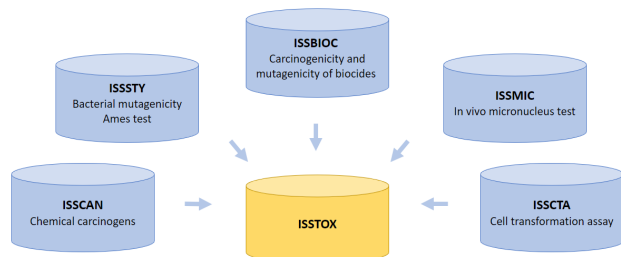 ISSBIOC
Carcinogenicity and
mutagenicity of biocides
ISSSTY
Bacterial mutagenicity
Ames test
ISSMIC
In vivo micronucleus test
ISSCAN
Chemical carcinogens
ISSTOX
ISSCTA
Cell transformation assay